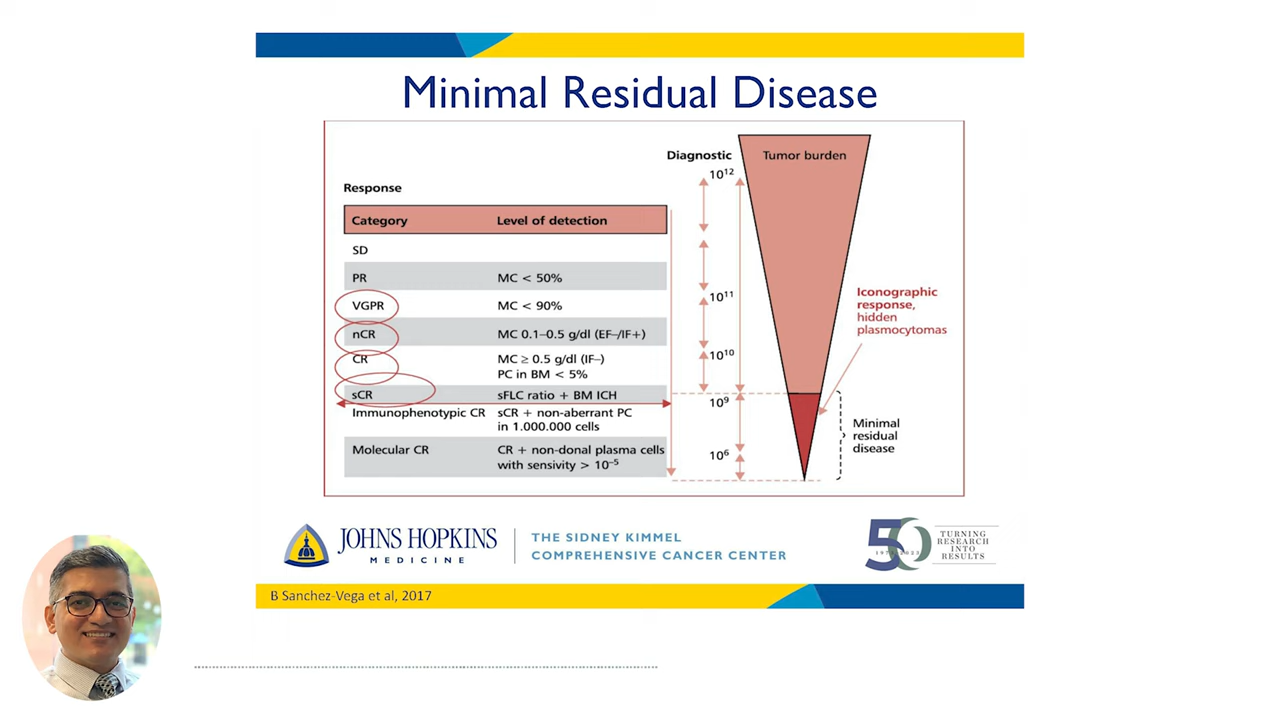 Minimal Residual Disease
Response
Category Level of detection
SD
PR MC < 50%
VGPR MC < 90%
nCR MC 0.1–0.5 g/dl (EF–/IF+)
CR MC ≥ 0.5 g/dl (IF–)
PC in BM < 5%
sCR sFLC ratio + BM ICH
Immunophenotypic CR sCR + non-aberrant PC
in 1.000.000 cells
Molecular CR CR + non-donal plasma cells
with sensivity > 10⁻⁵
Diagnostic
10¹²
10¹¹
10¹⁰
10⁹
10⁶
Tumor burden
Iconographic
response,
hidden
plasmocytomas
Minimal
residual
disease
JOHNS HOPKINS
MEDICINE
THE SIDNEY KIMMEL
COMPREHENSIVE CANCER CENTER
50
TURNING
RESEARCH
INTO
RESULTS
B Sanchez-Vega et al, 2017